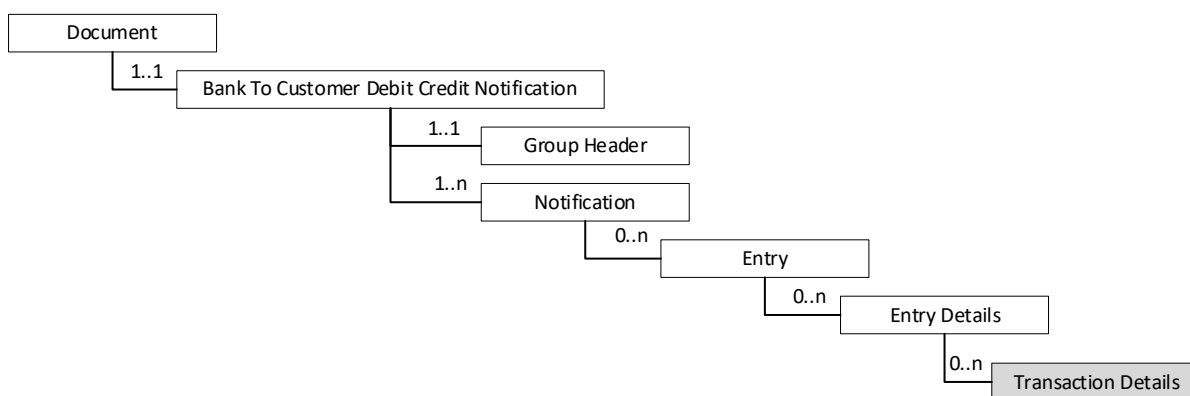 Document
1..1
Bank To Customer Debit Credit Notification
1..1
Group Header
1..n
Notification
0..n
Entry
0..n
Entry Details
0..n
Transaction Details